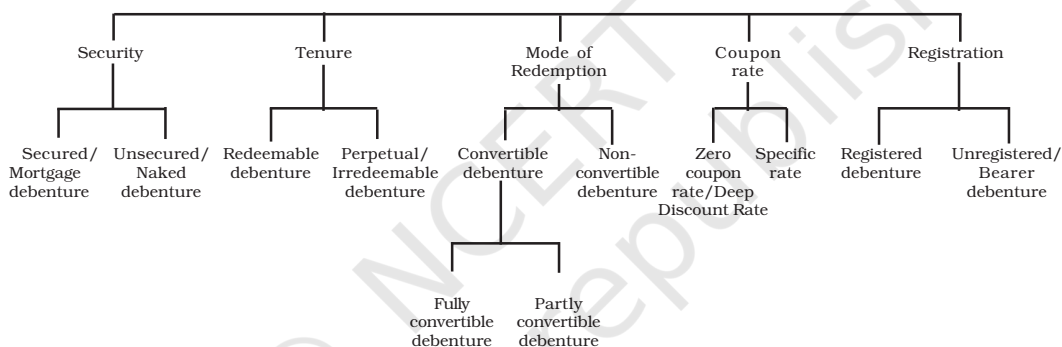 Security
Tenure
Mode of
Redemption
Coupon
rate
Registration
Secured/
Mortgage
debenture
Unsecured/
Naked
debenture
Redeemable
debenture
Perpetual/
Irredeemable
debenture
Convertible
debenture
Non-
convertible
debenture
Zero
coupon
rate/Deep
Discount Rate
Specific
rate
Registered
debenture
Unregistered/
Bearer
debenture
Fully
convertible
debenture
Partly
convertible
debenture
© NCERT
republis